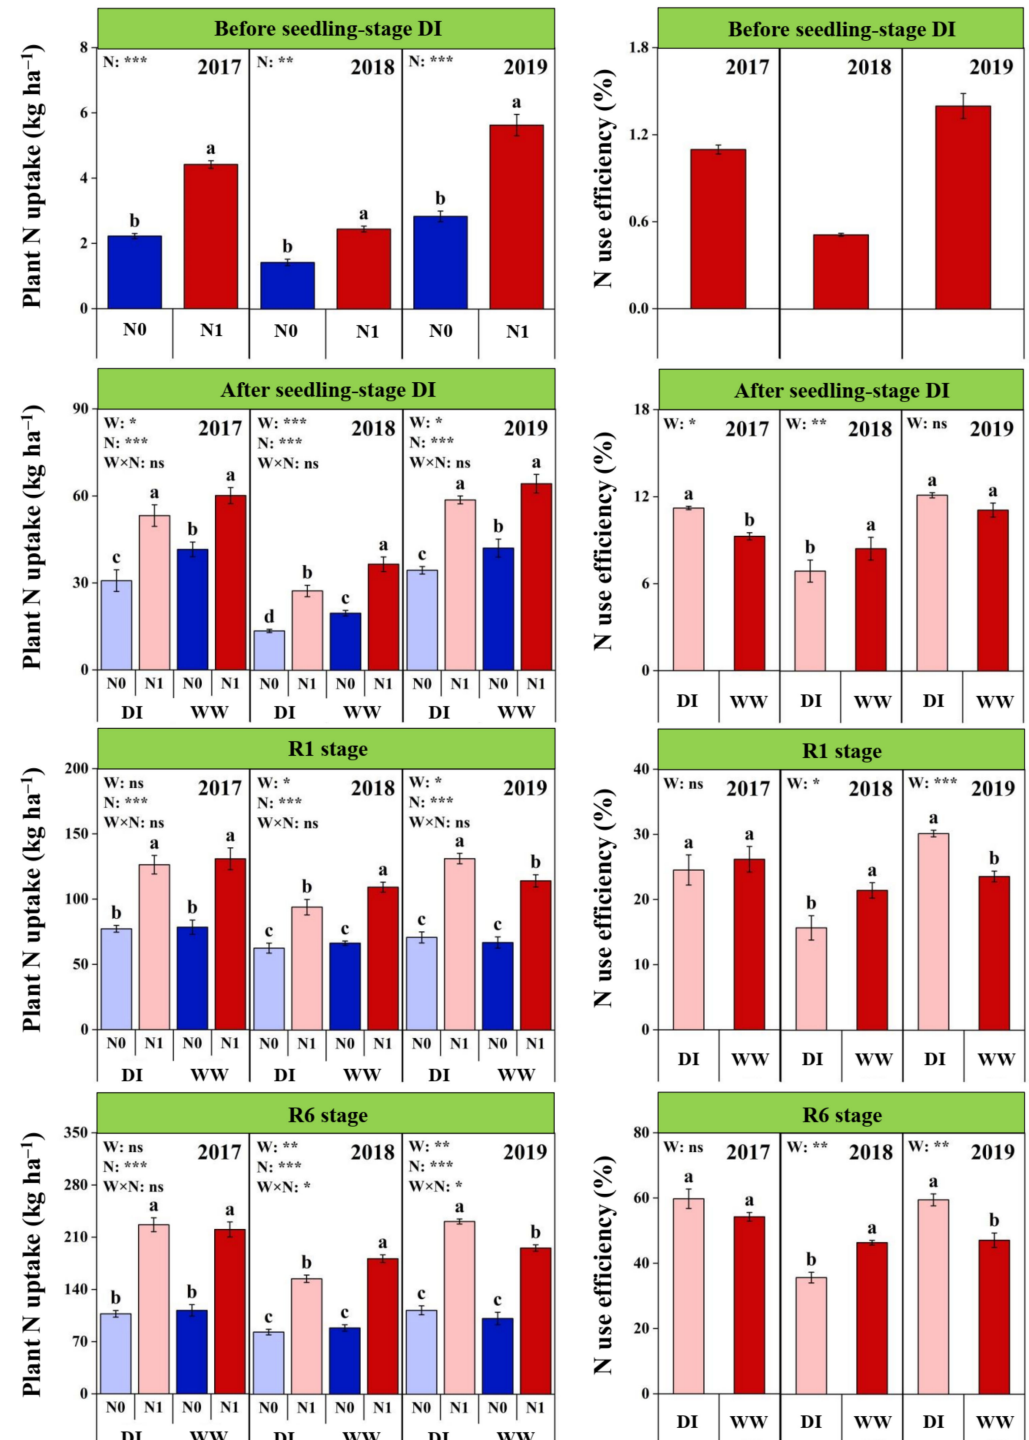 Before seedling-stage DI
Plant N uptake (kg ha⁻¹)
8
6
4
2
0
N: ***
2017
N: **
2018
N: ***
2019
b
a
b
a
b
a
N0 N1 N0 N1 N0 N1
Before seedling-stage DI
N use efficiency (%)
1.8
1.2
0.6
0.0
2017
2018
2019
After seedling-stage DI
Plant N uptake (kg ha⁻¹)
90
60
30
0
W: *
N: ***
W×N: ns
2017
W: ***
N: ***
W×N: ns
2018
W: *
N: ***
W×N: ns
2019
c a b a
d b c a
c a b a
N0 N1 N0 N1 N0 N1 N0 N1 N0 N1 N0 N1
DI WW DI WW DI WW
After seedling-stage DI
N use efficiency (%)
18
12
6
0
W: *
2017
W: **
2018
W: ns
2019
a b
b a
a a
DI WW DI WW DI WW
R1 stage
Plant N uptake (kg ha⁻¹)
200
150
100
50
0
W: ns
N: ***
W×N: ns
2017
W: *
N: ***
W×N: ns
2018
W: *
N: ***
W×N: ns
2019
b a b a
c b c a
c a c b
N0 N1 N0 N1 N0 N1 N0 N1 N0 N1 N0 N1
DI WW DI WW DI WW
R1 stage
N use efficiency (%)
40
30
20
10
0
W: ns
2017
W: *
2018
W: ***
2019
a a
b a
a b
DI WW DI WW DI WW
R6 stage
Plant N uptake (kg ha⁻¹)
350
280
210
140
70
0
W: ns
N: ***
W×N: ns
2017
W: **
N: ***
W×N: *
2018
W: **
N: ***
W×N: *
2019
b a b a
c b c a
c a c b
N0 N1 N0 N1 N0 N1 N0 N1 N0 N1 N0 N1
DI WW DI WW DI WW
R6 stage
N use efficiency (%)
80
60
40
20
0
W: ns
2017
W: **
2018
W: **
2019
a a
b a
a b
DI WW DI WW DI WW